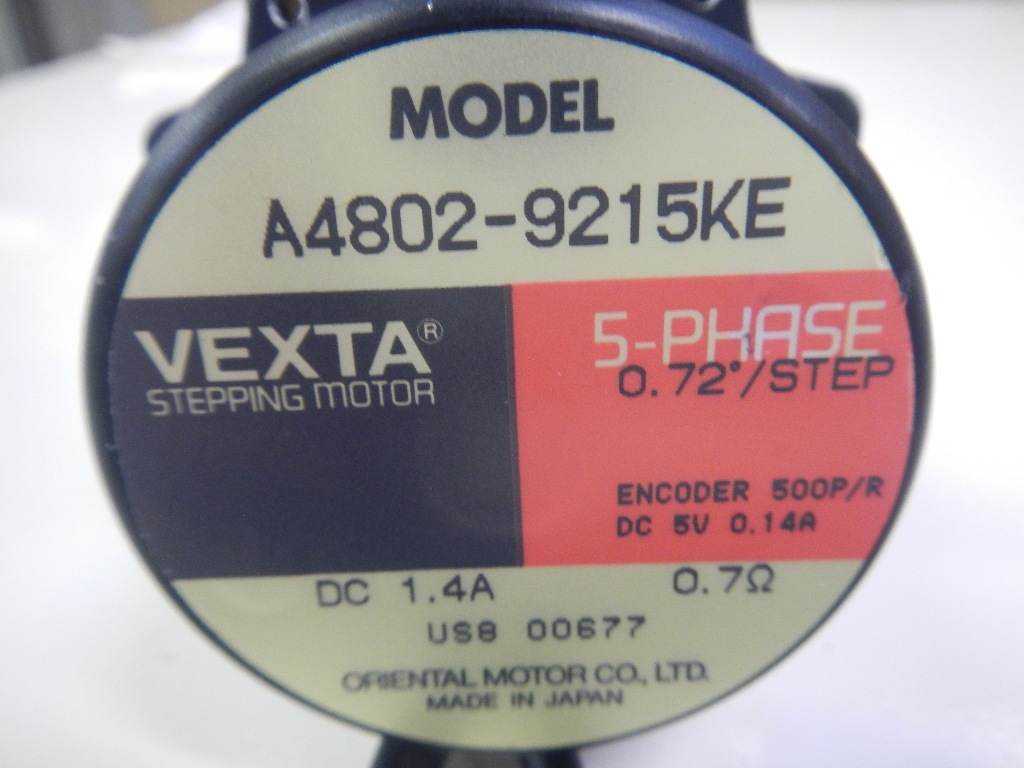 MODEL
A4802-9215KE
VEXTA®
STEPPING MOTOR
5-PHASE
0.72°/STEP
ENCODER 500P/R
DC 5V 0.14A
DC 1.4A 0.7Ω
US8 00677
ORIENTAL MOTOR CO., LTD.
MADE IN JAPAN